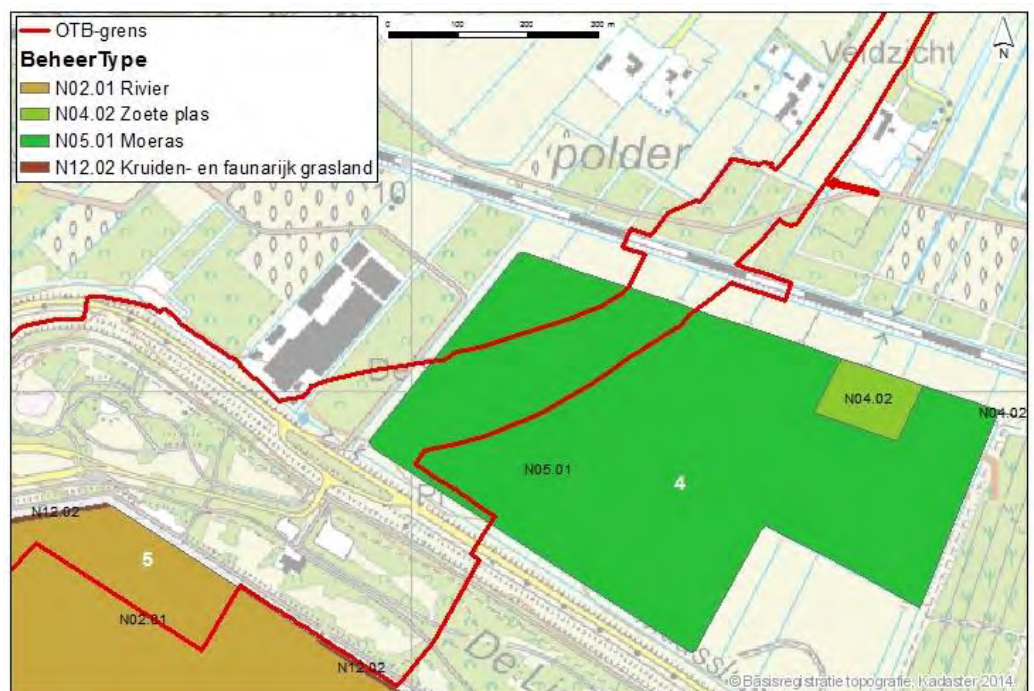 OTB-grens
0 100 200 300 m
BeheerType
N02.01 Rivier
N04.02 Zoete plas
N05.01 Moeras
N12.02 Kruiden- en faunarijk grasland
N
Veldzicht
polder
10
De
N04.02
N04.02
N05.01
4
N12.02
5
N02.01
N12.02
De
© Basisregistratie topografie, Kadaster 2014.